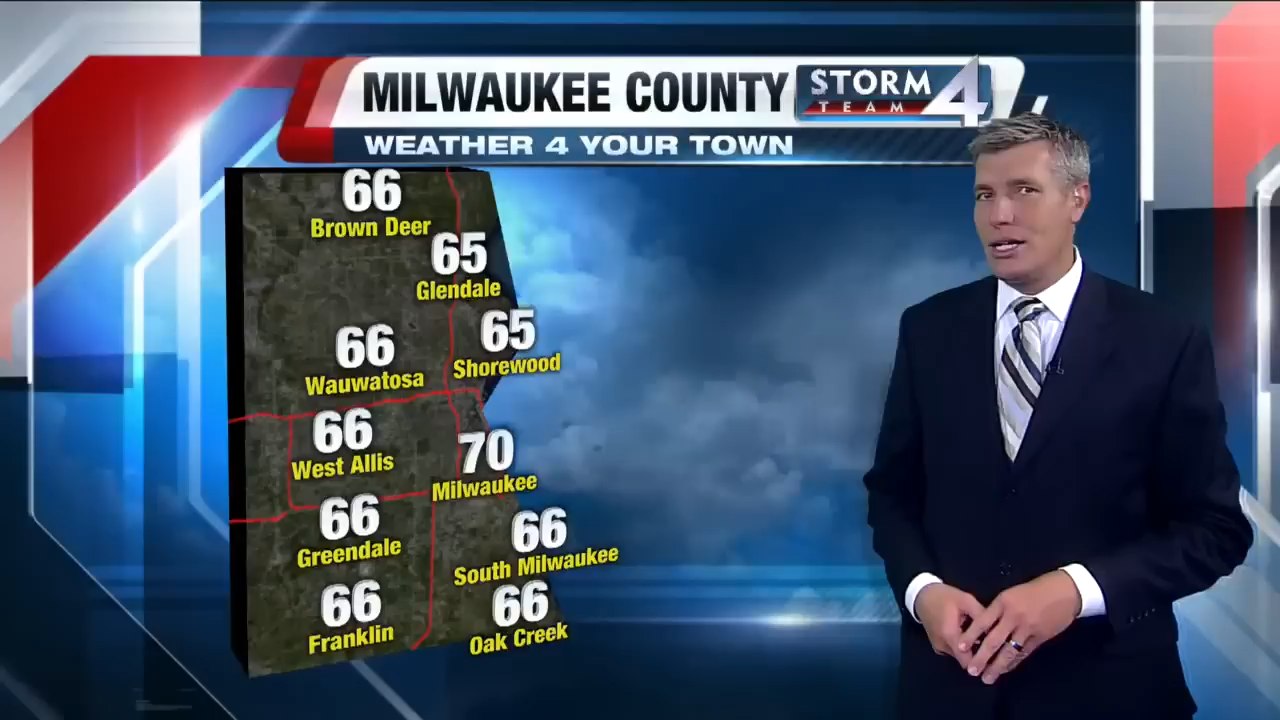 MILWAUKEE COUNTY
STORM
TEAM 4
WEATHER 4 YOUR TOWN
66
Brown Deer
65
Glendale
65
Shorewood
66
Wauwatosa
66
West Allis
70
Milwaukee
66
Greendale
66
South Milwaukee
66
Franklin
66
Oak Creek